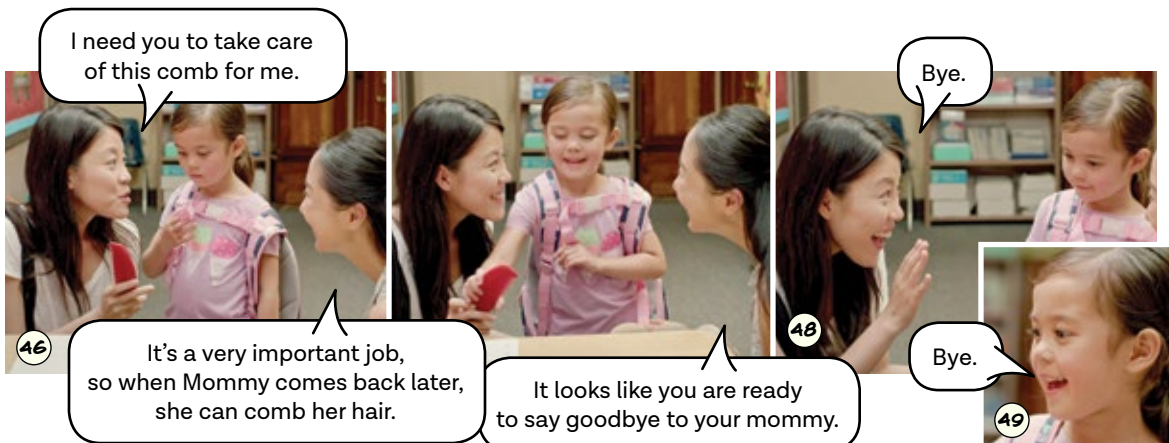 I need you to take care
of this comb for me.
46
It's a very important job,
so when Mommy comes back later,
she can comb her hair.
It looks like you are ready
to say goodbye to your mommy.
Bye.
48
Bye.
49